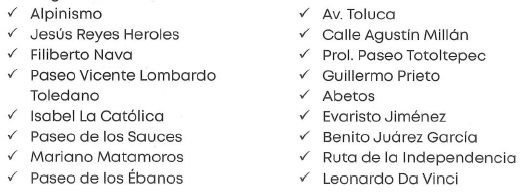 ✓ Alpinismo
✓ Jesús Reyes Heroles
✓ Filiberto Nava
✓ Paseo Vicente Lombardo
Toledano
✓ Isabel La Católica
✓ Paseo de los Sauces
✓ Mariano Matamoros
✓ Paseo de los Ébanos
✓ Av. Toluca
✓ Calle Agustín Millán
✓ Prol. Paseo Totoltepec
✓ Guillermo Prieto
✓ Abetos
✓ Evaristo Jiménez
✓ Benito Juárez García
✓ Ruta de la Independencia
✓ Leonardo Da Vinci